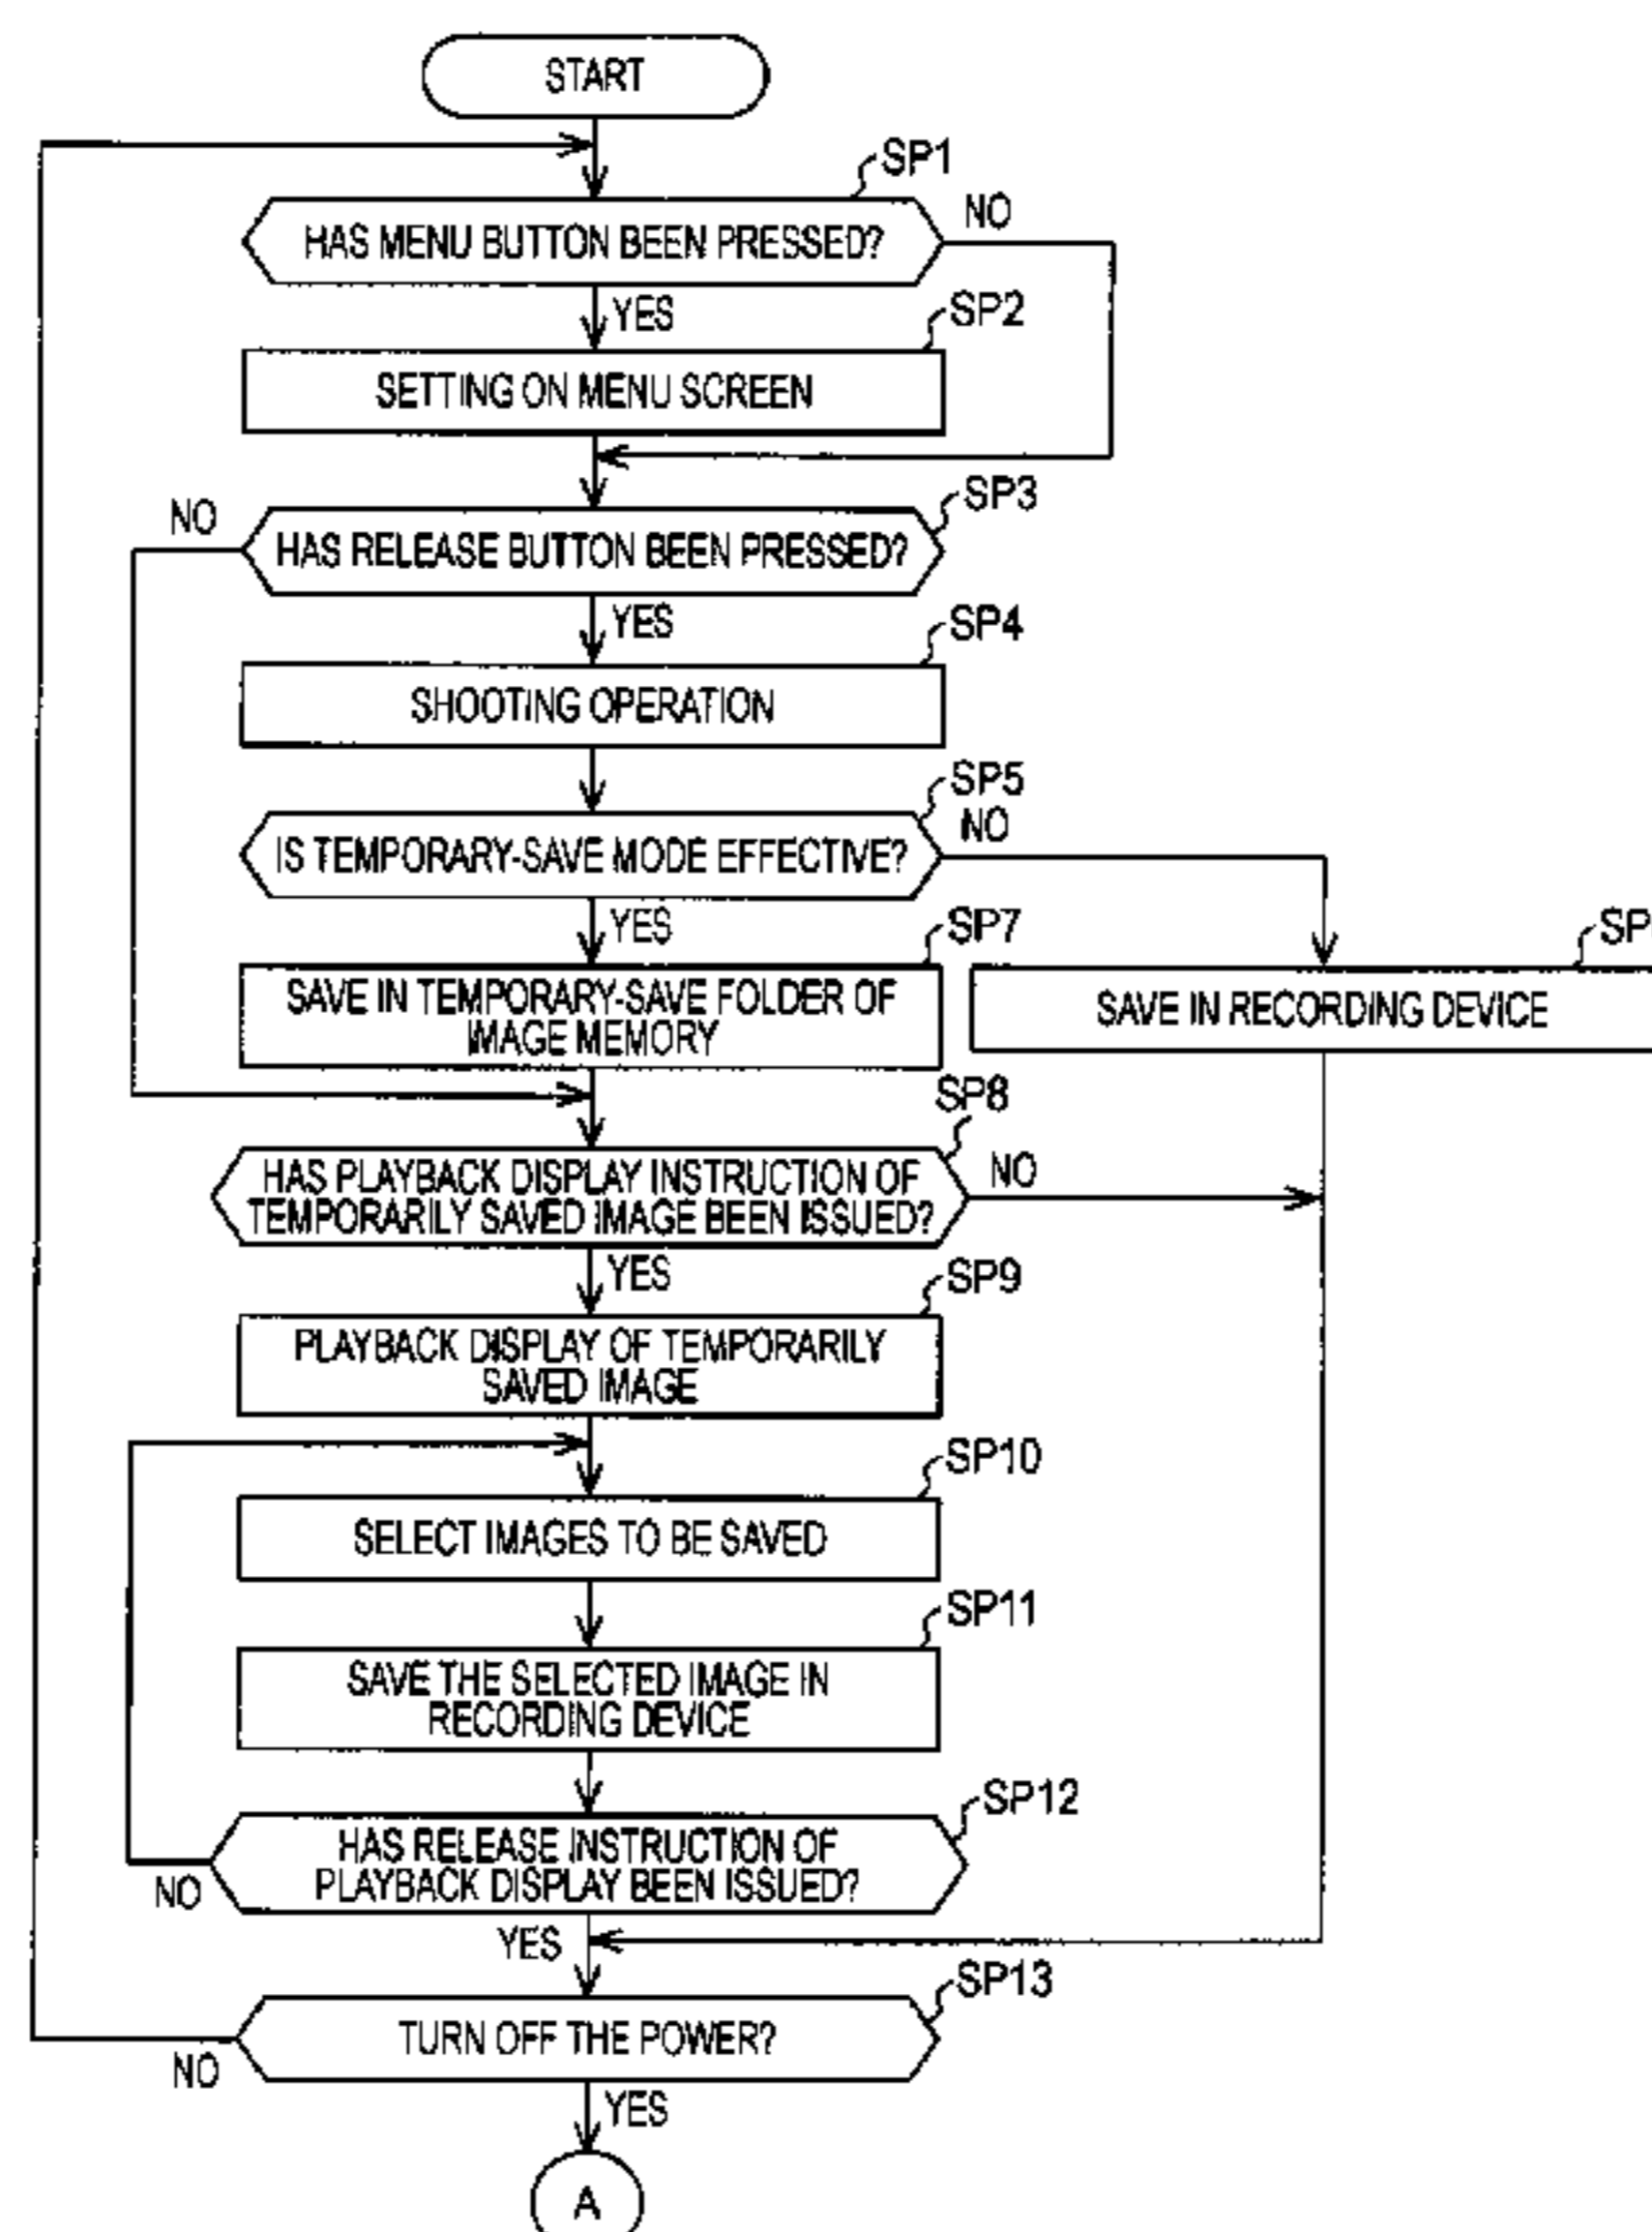 START
SP1
HAS MENU BUTTON BEEN PRESSED?
NO
YES
SP2
SETTING ON MENU SCREEN
SP3
NO
HAS RELEASE BUTTON BEEN PRESSED?
YES
SP4
SHOOTING OPERATION
SP5
IS TEMPORARY-SAVE MODE EFFECTIVE?
NO
YES
SP7
SAVE IN TEMPORARY-SAVE FOLDER OF
IMAGE MEMORY
SP
SAVE IN RECORDING DEVICE
SP8
HAS PLAYBACK DISPLAY INSTRUCTION OF
TEMPORARILY SAVED IMAGE BEEN ISSUED?
NO
YES
SP9
PLAYBACK DISPLAY OF TEMPORARILY
SAVED IMAGE
SP10
SELECT IMAGES TO BE SAVED
SP11
SAVE THE SELECTED IMAGE IN
RECORDING DEVICE
SP12
HAS RELEASE INSTRUCTION OF
PLAYBACK DISPLAY BEEN ISSUED?
NO
YES
SP13
TURN OFF THE POWER?
NO
YES
A